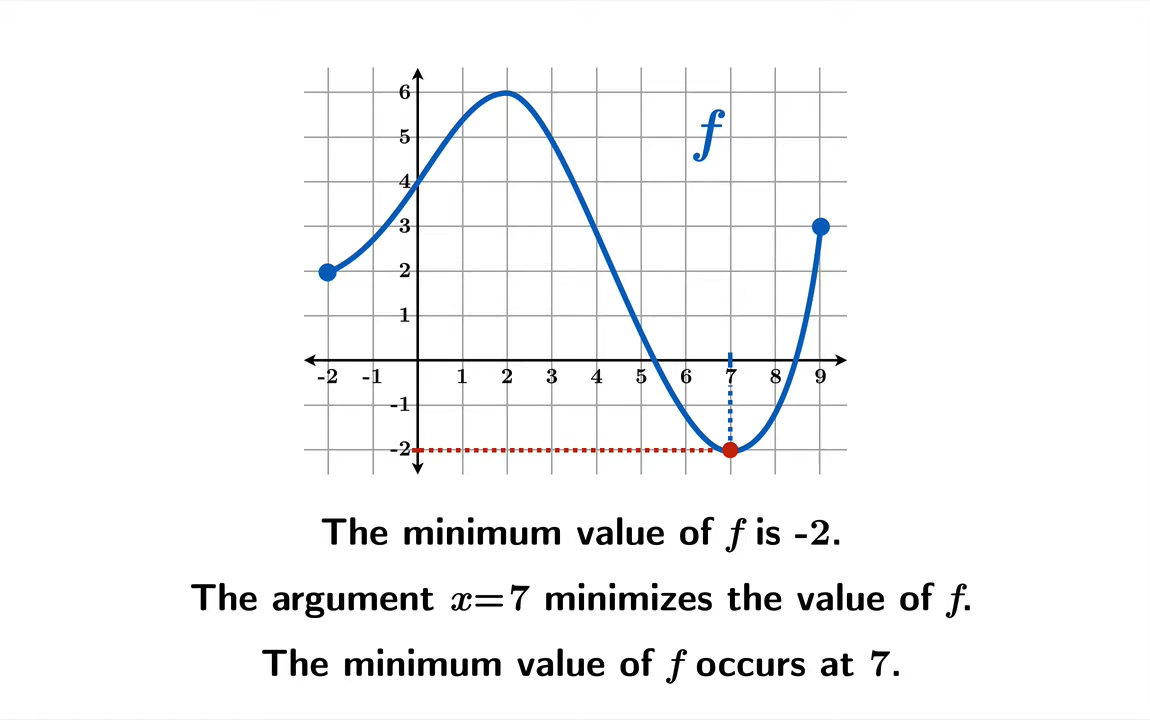 6
f
5
4
3
2
1
-2 -1 1 2 3 4 5 6 7 8 9
-1
-2
The minimum value of f is -2.
The argument x=7 minimizes the value of f.
The minimum value of f occurs at 7.